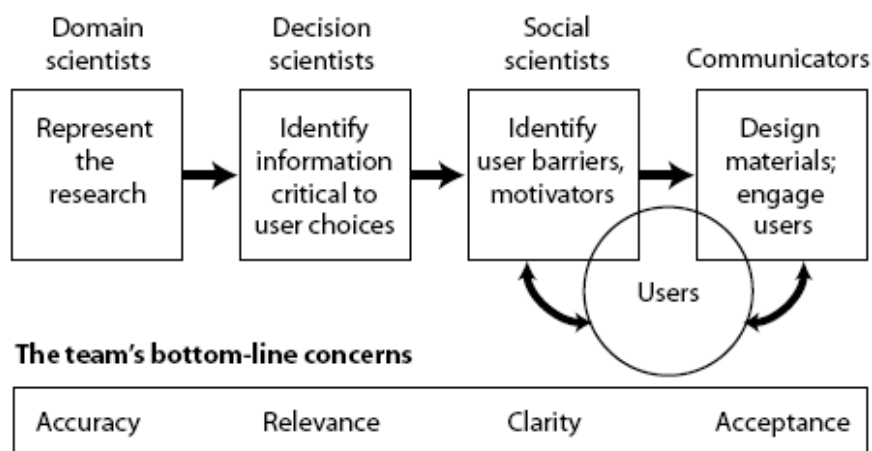 Domain
scientists
Decision
scientists
Social
scientists
Communicators
Represent
the
research
Identify
information
critical to
user choices
Identify
user barriers,
motivators
Design
materials;
engage
users
Users
The team's bottom-line concerns
Accuracy
Relevance
Clarity
Acceptance